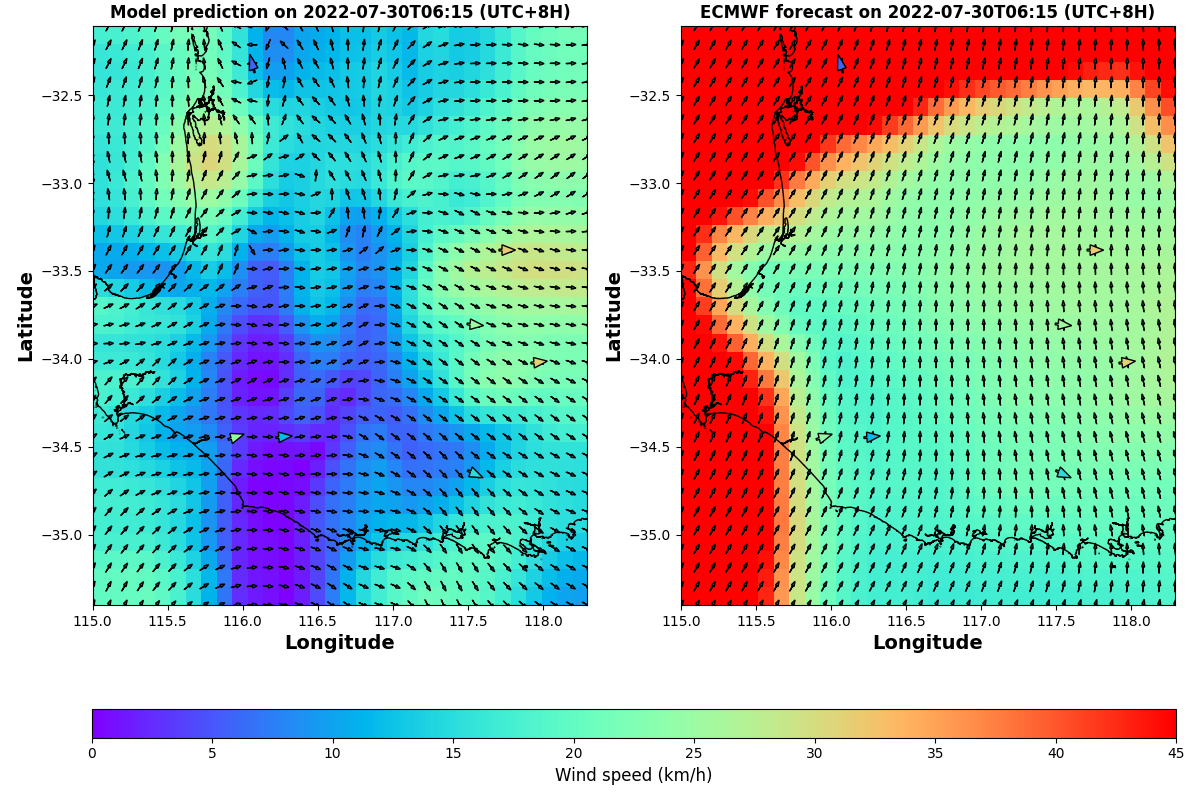 Model prediction on 2022-07-30T06:15 (UTC+8H) ECMWF forecast on 2022-07-30T06:15 (UTC+8H)
−32.5 −32.5
−33.0 −33.0
−33.5 −33.5
Latitude Latitude
−34.0 −34.0
−34.5 −34.5
−35.0 −35.0
115.0 115.5 116.0 116.5 117.0 117.5 118.0 115.0 115.5 116.0 116.5 117.0 117.5 118.0
Longitude Longitude
0 5 10 15 20 25 30 35 40 45
Wind speed (km/h)